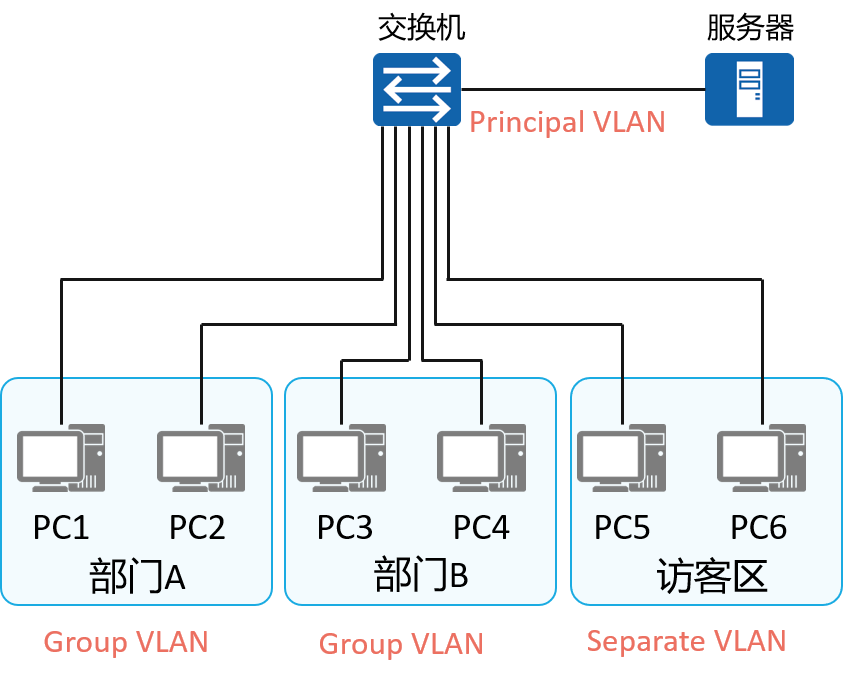 交换机
服务器
Principal VLAN
PC1
PC2
PC3
PC4
PC5
PC6
部门A
部门B
访客区
Group VLAN
Group VLAN
Separate VLAN